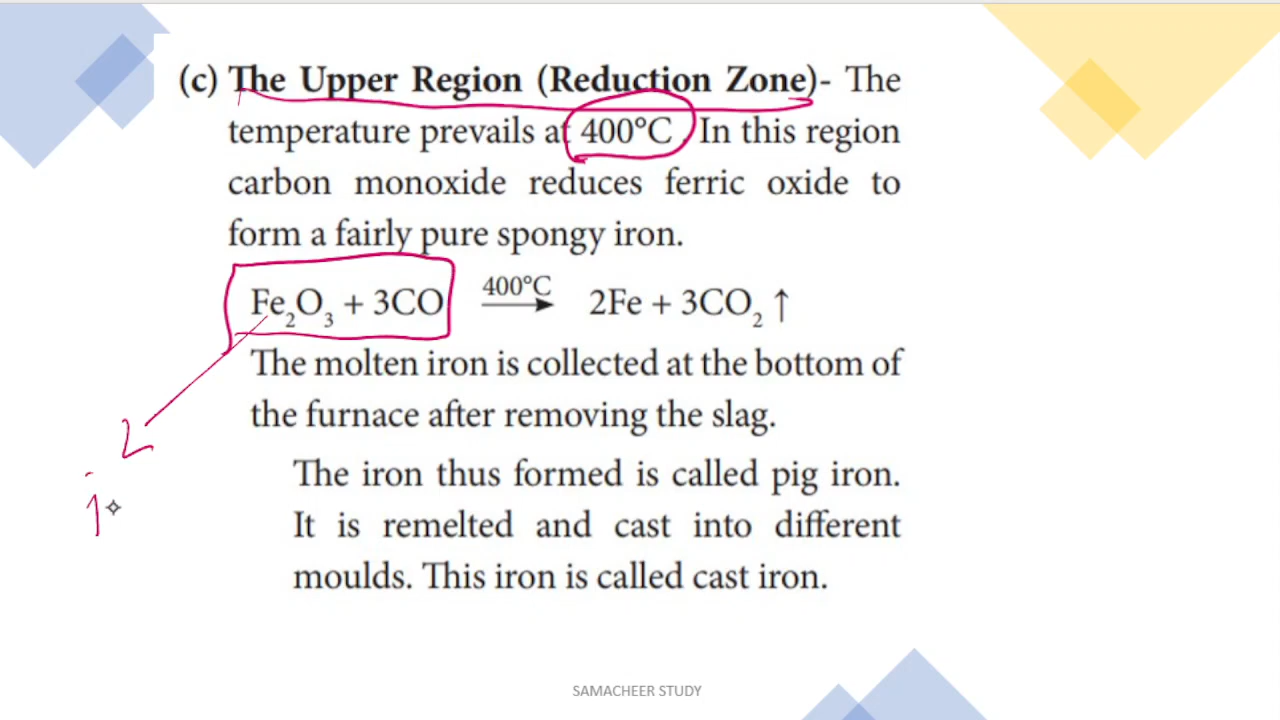 (c) The Upper Region (Reduction Zone)- The
temperature prevails at 400°C In this region
carbon monoxide reduces ferric oxide to
form a fairly pure spongy iron.
Fe₂O₃ + 3CO 400°C → 2Fe + 3CO₂ ↑
The molten iron is collected at the bottom of
the furnace after removing the slag.
2
The iron thus formed is called pig iron.
It is remelted and cast into different
moulds. This iron is called cast iron.
SAMACHEER STUDY